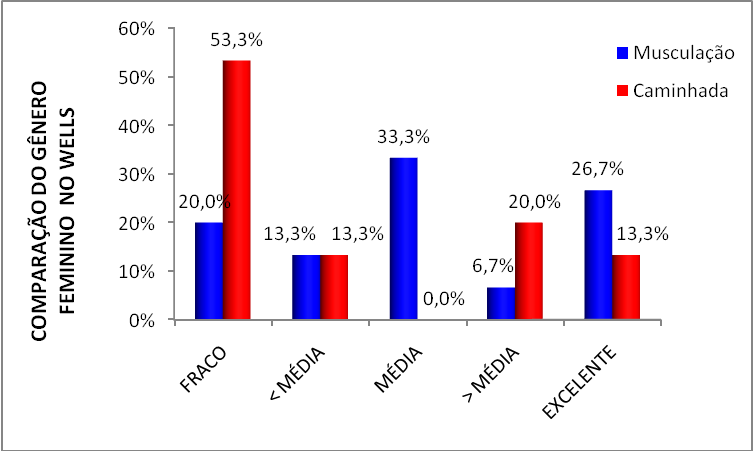 COMPARAÇÃO DO GÊNERO
FEMININO NO WELLS
60%
50%
40%
30%
20%
10%
0%
20,0%
53,3%
13,3%
13,3%
33,3%
0,0%
6,7%
20,0%
26,7%
13,3%
FRACO
< MÉDIA
MÉDIA
> MÉDIA
EXCELENTE
Musculação
Caminhada